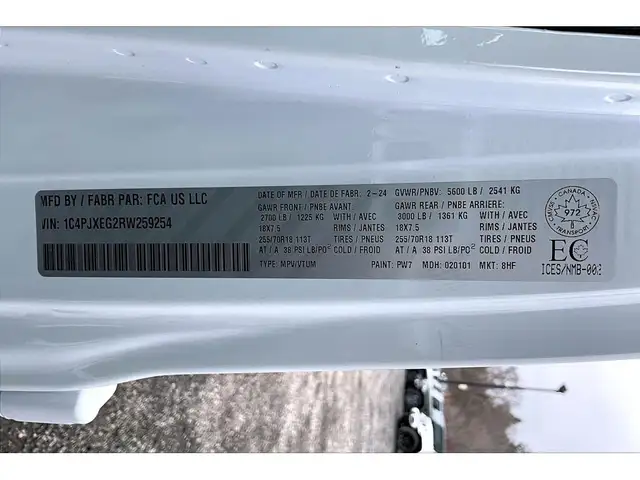 MFD BY / FABR PAR: FCA US LLC
VIN: 1C4PJXEG2RW259254
DATE OF MFR / DATE DE FABR: 2-24 GVWR/PNBV: 5600 LB / 2541 KG
GAWR FRONT / PNBE AVANT: GAWR REAR / PNBE ARRIERE:
2700 LB / 1225 KG 3000 LB / 1361 KG
18X7.5 RIMS / JANTES 18X7.5 RIMS / JANTES
255/70R18 113T TIRES / PNEUS 255/70R18 113T TIRES / PNEUS
AT / A 38 PSI LB/PO² COLD / FROID AT / A 38 PSI LB/PO² COLD / FROID
TYPE: MPV/VTUM PAINT: PW7 MDH: 020101 MKT: 8HF
CANADA
972
TRANSPORT
EC
ICES/NMB-003